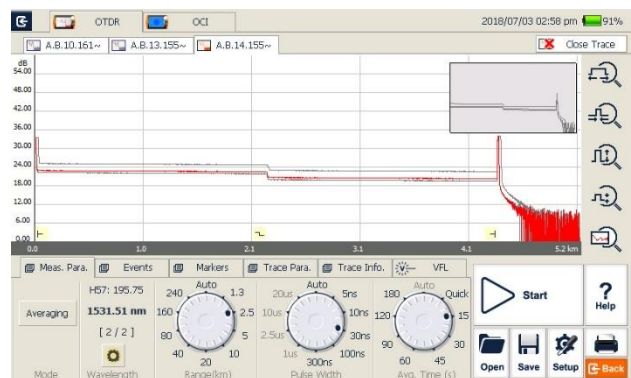 OTDR OCI 2018/07/03 02:58 pm 91%
A.B.10.161~ A.B.13.155~ A.B.14.155~ Close Trace
dB
54.00
48.00
42.00
36.00
30.00
24.00
18.00
12.00
6.00
0.0 1.0 2.1 3.1 4.1 5.2 km
Meas. Para. Events Markers Trace Para. Trace Info. VFL
Averaging
Mode
H57: 195.75
1531.51 nm
[ 2 / 2 ]
Wavelength
Auto
240 1.3
160 2.5
80 5
40 10
20
Range(km)
Auto
20us 5ns
10us 10ns
2.5us 30ns
1us 100ns
300ns
Pulse Width
Auto
180 Quick
120 15
90 30
60 45
Avg. Time (s)
Start
Help
Open Save Setup Back